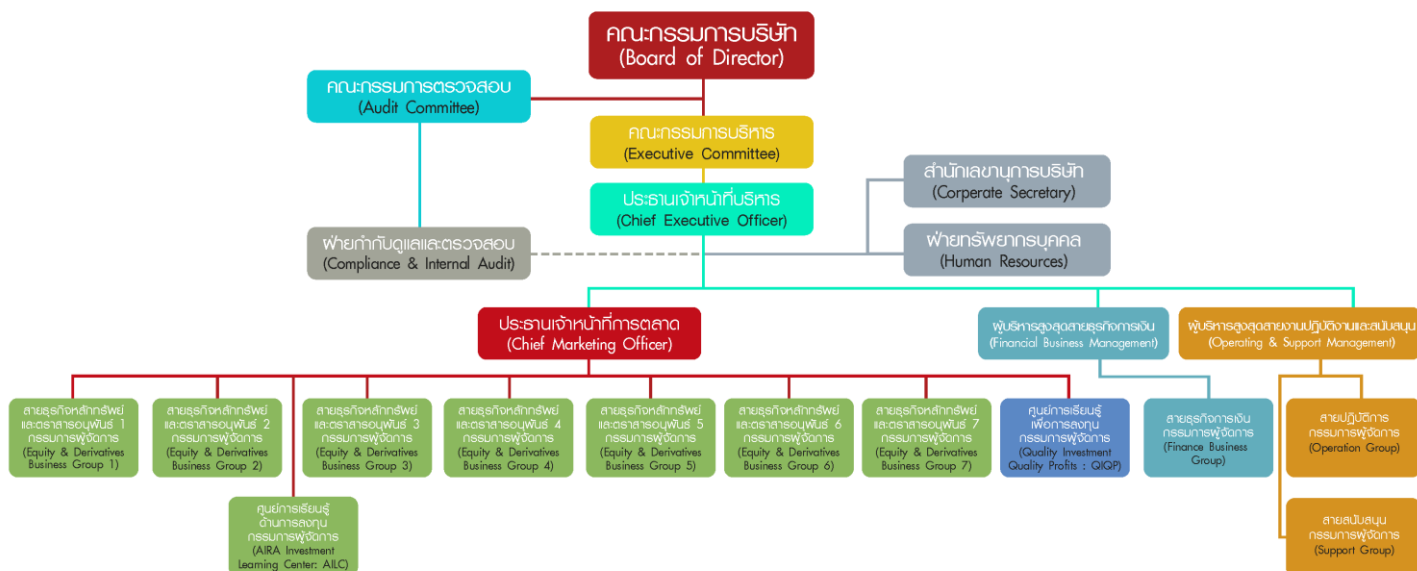 คณะกรรมการบริษัท
(Board of Director)
คณะกรรมการตรวจสอบ
(Audit Committee)
คณะกรรมการบริหาร
(Executive Committee)
สำนักเลขานุการบริษัท
(Corperate Secretary)
ประธานเจ้าหน้าที่บริหาร
(Chief Executive Officer)
ฝ่ายกำกับดูแลและตรวจสอบ
(Compliance & Internal Audit)
ฝ่ายทรัพยากรบุคคล
(Human Resources)
ประธานเจ้าหน้าที่การตลาด
(Chief Marketing Officer)
ผู้บริหารสูงสุดสายธุรกิจการเงิน
(Financial Business Management)
ผู้บริหารสูงสุดสายงานปฏิบัติงานและสนับสนุน
(Operating & Support Management)
สายธุรกิจหลักทรัพย์
และตราสารอนุพันธ์ 1
กรรมการผู้จัดการ
(Equity & Derivatives
Business Group 1)
สายธุรกิจหลักทรัพย์
และตราสารอนุพันธ์ 2
กรรมการผู้จัดการ
(Equity & Derivatives
Business Group 2)
สายธุรกิจหลักทรัพย์
และตราสารอนุพันธ์ 3
กรรมการผู้จัดการ
(Equity & Derivatives
Business Group 3)
สายธุรกิจหลักทรัพย์
และตราสารอนุพันธ์ 4
กรรมการผู้จัดการ
(Equity & Derivatives
Business Group 4)
สายธุรกิจหลักทรัพย์
และตราสารอนุพันธ์ 5
กรรมการผู้จัดการ
(Equity & Derivatives
Business Group 5)
สายธุรกิจหลักทรัพย์
และตราสารอนุพันธ์ 6
กรรมการผู้จัดการ
(Equity & Derivatives
Business Group 6)
สายธุรกิจหลักทรัพย์
และตราสารอนุพันธ์ 7
กรรมการผู้จัดการ
(Equity & Derivatives
Business Group 7)
ศูนย์การเรียนรู้
เพื่อการลงทุน
กรรมการผู้จัดการ
(Quality Investment
Quality Profits : QIQP)
สายธุรกิจการเงิน
กรรมการผู้จัดการ
(Finance Business
Group)
สายปฏิบัติการ
กรรมการผู้จัดการ
(Operation Group)
ศูนย์การเรียนรู้
ด้านการลงทุน
กรรมการผู้จัดการ
(AIRA Investment
Learning Center: AILC)
สายสนับสนุน
กรรมการผู้จัดการ
(Support Group)